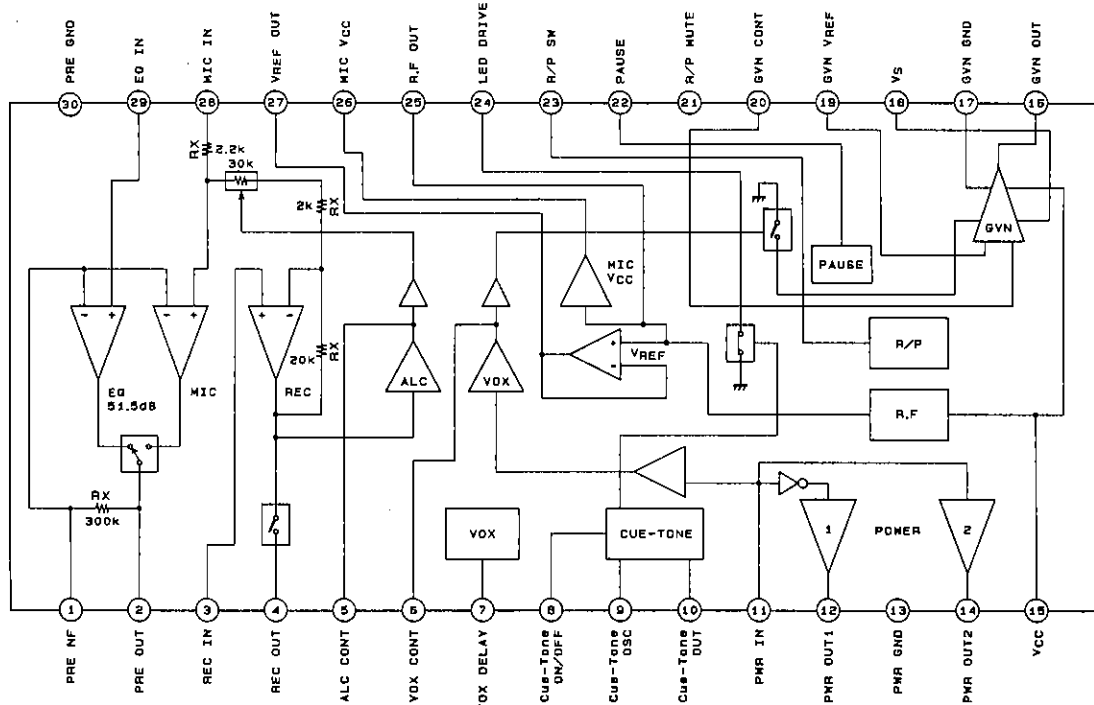 PRE GND
EQ IN
MIC IN
VREF OUT
MIC VCC
R.F OUT
LED DRIVE
R/P SW
PAUSE
R/P MUTE
GVN CONT
GVN VREF
VS
GVN GND
GVN OUT
30
29
28
27
26
25
24
23
22
21
20
19
18
17
16
RX
2.2k
30k
2k
RX
GVN
PAUSE
MIC
VCC
- +
- +
+ -
20k
RX
VREF
+
-
R/P
EQ
51.5dB
MIC
REC
ALC
VOX
R.F
RX
300k
VOX
CUE-TONE
1
POWER
2
1
2
3
4
5
6
7
8
9
10
11
12
13
14
15
PRE NF
PRE OUT
REC IN
REC OUT
ALC CONT
VOX CONT
VOX DELAY
Cue-Tone
ON/OFF
Cue-Tone
OSC
Cue-Tone
OUT
PWR IN
PWR OUT1
PWR GND
PWR OUT2
VCC